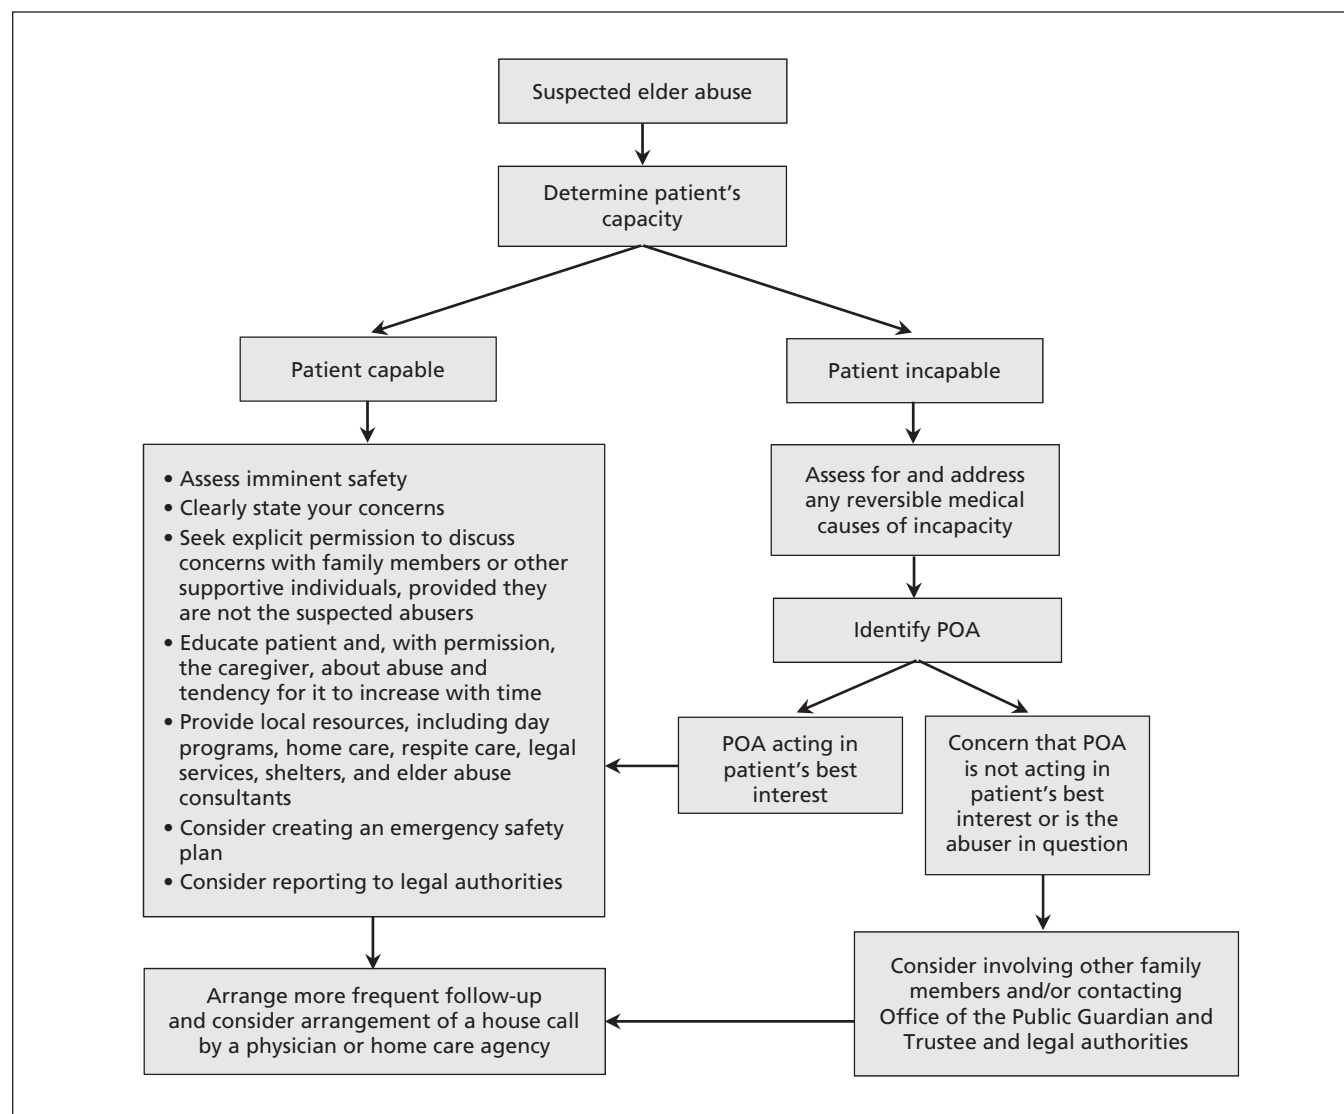 Suspected elder abuse
Determine patient’s
capacity
Patient capable
Patient incapable
• Assess imminent safety
• Clearly state your concerns
• Seek explicit permission to discuss
concerns with family members or other
supportive individuals, provided they
are not the suspected abusers
• Educate patient and, with permission,
the caregiver, about abuse and
tendency for it to increase with time
• Provide local resources, including day
programs, home care, respite care, legal
services, shelters, and elder abuse
consultants
• Consider creating an emergency safety
plan
• Consider reporting to legal authorities
Assess for and address
any reversible medical
causes of incapacity
Identify POA
POA acting in
patient’s best
interest
Concern that POA
is not acting in
patient’s best
interest or is the
abuser in question
Arrange more frequent follow-up
and consider arrangement of a house call
by a physician or home care agency
Consider involving other family
members and/or contacting
Office of the Public Guardian and
Trustee and legal authorities